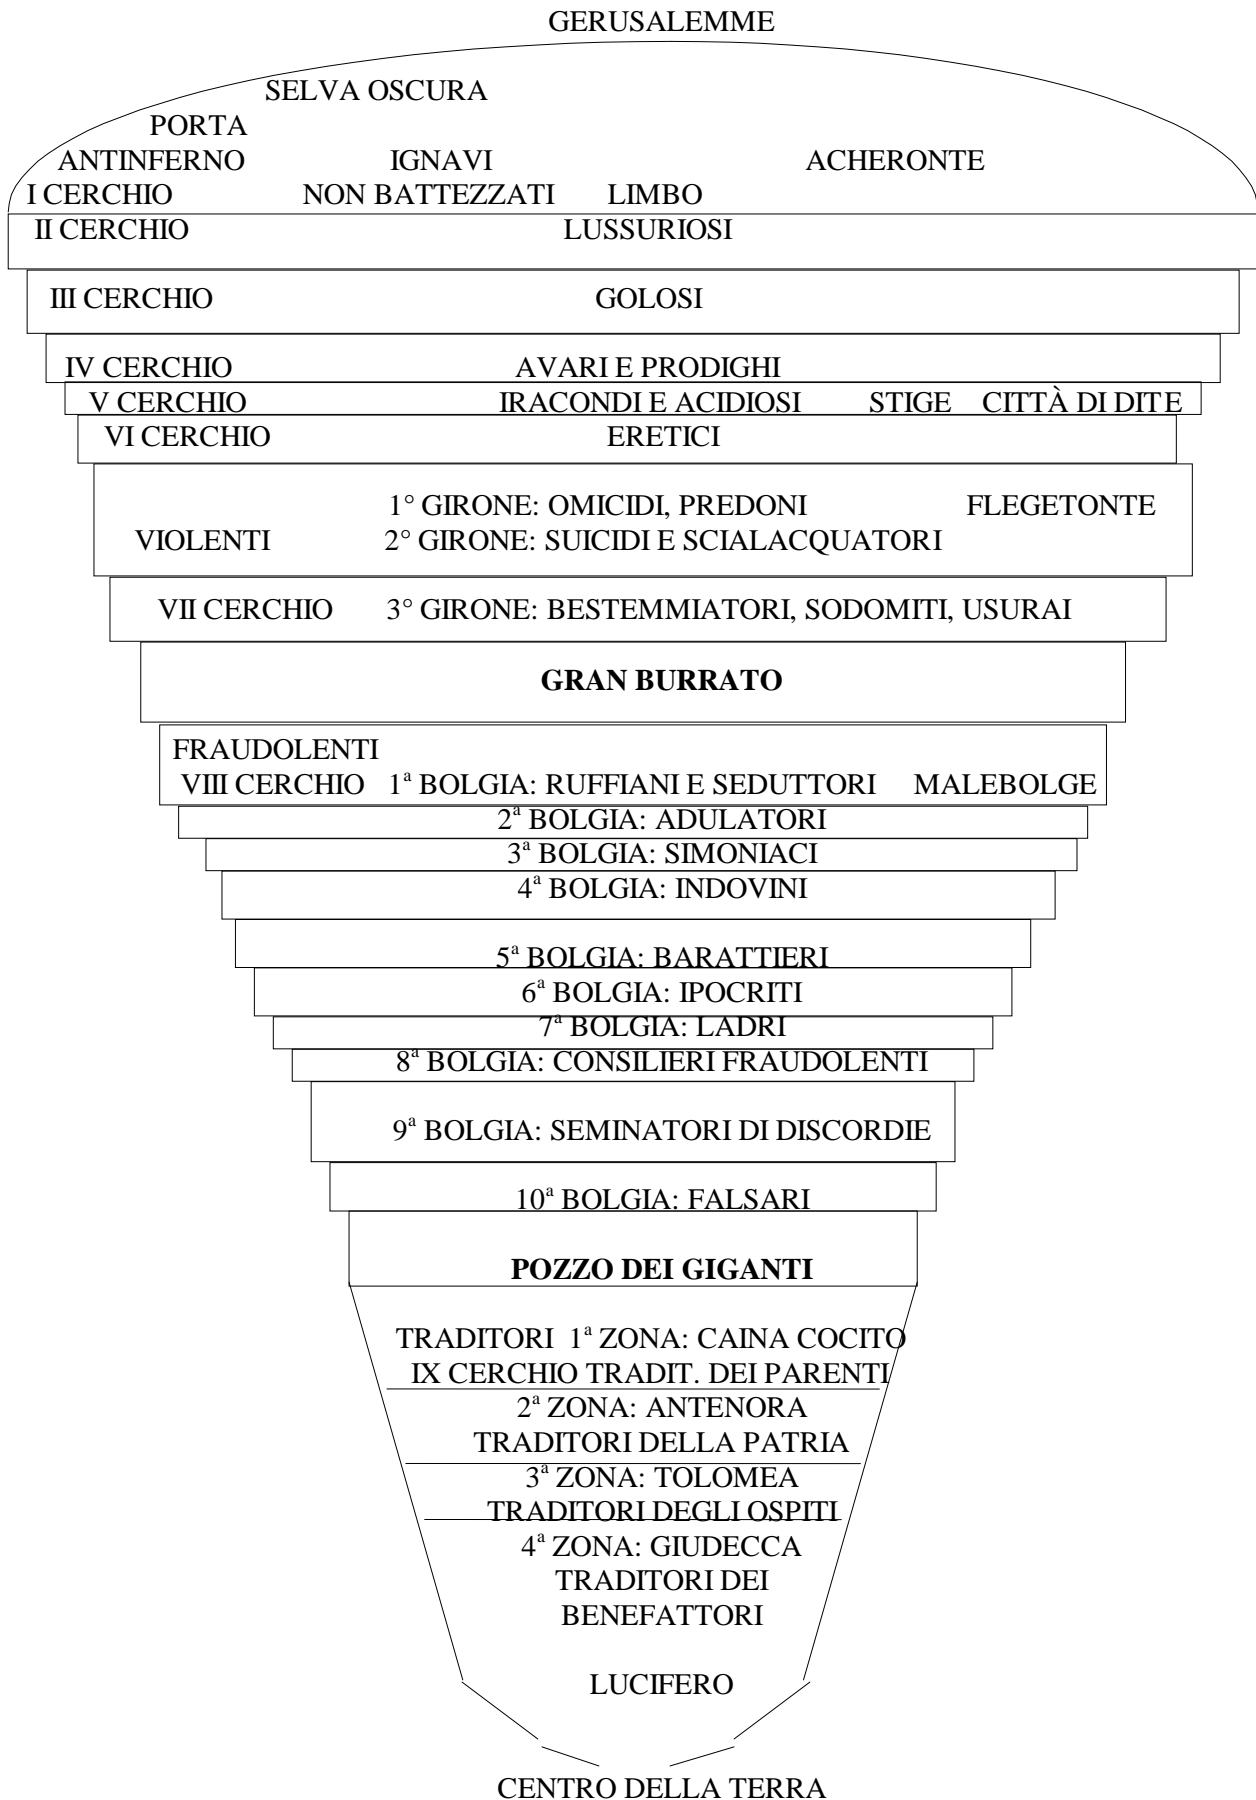 GERUSALEMME
SELVA OSCURA
PORTA
ANTINFERNO IGNAVI ACHERONTE
I CERCHIO NON BATTEZZATI LIMBO
II CERCHIO LUSSURIOSI
III CERCHIO GOLOSI
IV CERCHIO AVARI E PRODIGHI
V CERCHIO IRACONDI E ACIDIOSI STIGE CITTÀ DI DITE
VI CERCHIO ERETICI
1° GIRONE: OMICIDI, PREDONI FLEGETONTE
VIOLENTI 2° GIRONE: SUICIDI E SCIALACQUATORI
VII CERCHIO 3° GIRONE: BESTEMMIATORI, SODOMITI, USURAI
GRAN BURRATO
FRAUDOLENTI
VIII CERCHIO 1ª BOLGIA: RUFFIANI E SEDUTTORI MALEBOLGE
2ª BOLGIA: ADULATORI
3ª BOLGIA: SIMONIACI
4ª BOLGIA: INDOVINI
5ª BOLGIA: BARATTIERI
6ª BOLGIA: IPOCRITI
7ª BOLGIA: LADRI
8ª BOLGIA: CONSILIERI FRAUDOLENTI
9ª BOLGIA: SEMINATORI DI DISCORDIE
10ª BOLGIA: FALSARI
POZZO DEI GIGANTI
TRADITORI 1ª ZONA: CAINA COCITO
IX CERCHIO TRADIT. DEI PARENTI
2ª ZONA: ANTENORA
TRADITORI DELLA PATRIA
3ª ZONA: TOLOMEA
TRADITORI DEGLI OSPITI
4ª ZONA: GIUDECCA
TRADITORI DEI
BENEFATTORI
LUCIFERO
CENTRO DELLA TERRA